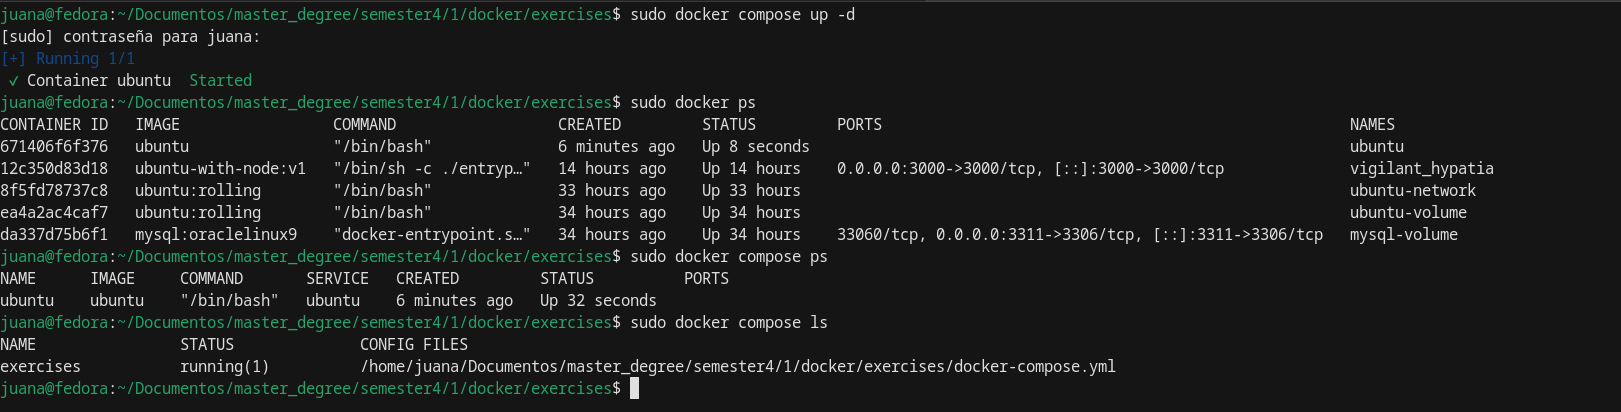 juana@fedora:~/Documentos/master_degree/semester4/1/docker/exercises$ sudo docker compose up -d
[sudo] contraseña para juana:
[+] Running 1/1
✓ Container ubuntu  Started
juana@fedora:~/Documentos/master_degree/semester4/1/docker/exercises$ sudo docker ps
CONTAINER ID   IMAGE                 COMMAND                  CREATED         STATUS         PORTS                                                    NAMES
671406f6f376   ubuntu                "/bin/bash"              6 minutes ago   Up 8 seconds                                                            ubuntu
12c350d83d18   ubuntu-with-node:v1   "/bin/sh -c ./entryp…"   14 hours ago    Up 14 hours    0.0.0.0:3000->3000/tcp, [::]:3000->3000/tcp              vigilant_hypatia
8f5fd78737c8   ubuntu:rolling        "/bin/bash"              33 hours ago    Up 33 hours                                                             ubuntu-network
ea4a2ac4caf7   ubuntu:rolling        "/bin/bash"              34 hours ago    Up 34 hours                                                             ubuntu-volume
da337d75b6f1   mysql:oraclelinux9    "docker-entrypoint.s…"   34 hours ago    Up 34 hours    33060/tcp, 0.0.0.0:3311->3306/tcp, [::]:3311->3306/tcp   mysql-volume
juana@fedora:~/Documentos/master_degree/semester4/1/docker/exercises$ sudo docker compose ps
NAME      IMAGE     COMMAND       SERVICE   CREATED         STATUS          PORTS
ubuntu    ubuntu    "/bin/bash"   ubuntu    6 minutes ago   Up 32 seconds
juana@fedora:~/Documentos/master_degree/semester4/1/docker/exercises$ sudo docker compose ls
NAME                STATUS              CONFIG FILES
exercises           running(1)          /home/juana/Documentos/master_degree/semester4/1/docker/exercises/docker-compose.yml
juana@fedora:~/Documentos/master_degree/semester4/1/docker/exercises$